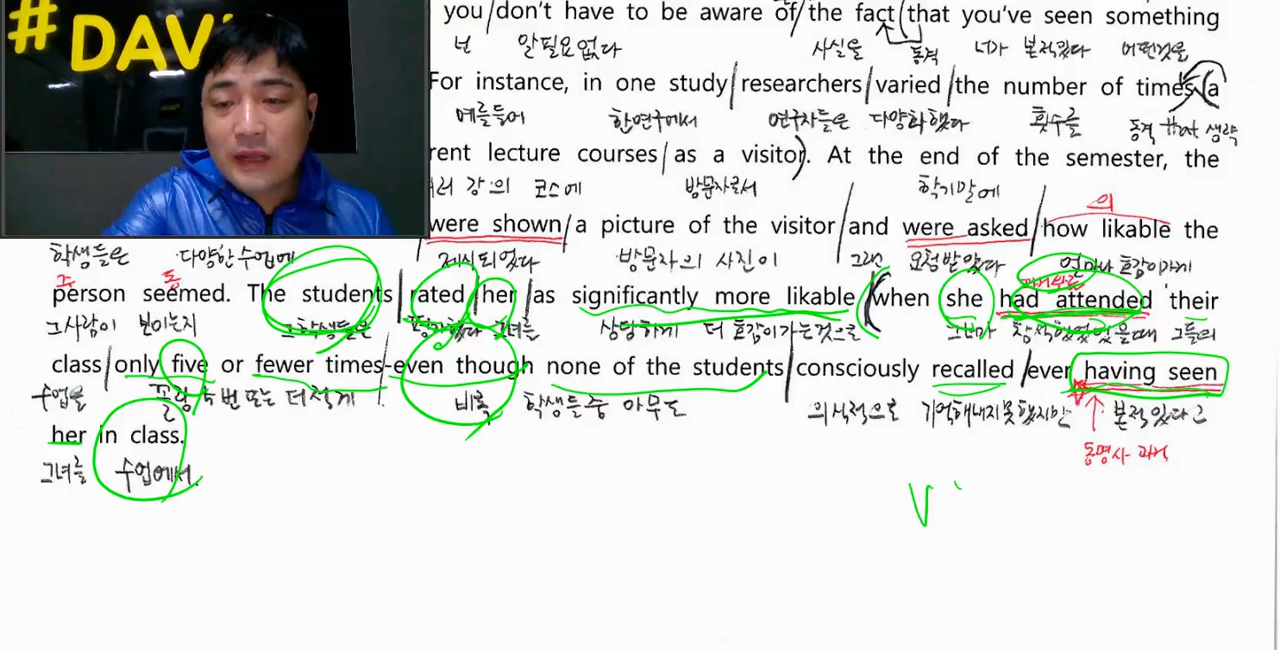 #DAV
you don't have to be aware of the fact that you've seen something
넌 알필요없다 사실을 동격 너가 본적있다 어떤것을
For instance, in one study researchers varied the number of times a
예를들어 한연구에서 연구자들은 다양화했다 횟수를 동격 that 생략
rent lecture courses as a visitor). At the end of the semester, the
강의 코스에 방문자로서 학기말에
의
were shown a picture of the visitor and were asked how likable the
학생들은 다양한수업에 제시되었다 방문자의 사진이 그리고 요청받았다 얼마나 호감이가게
주 동
person seemed. The students rated her as significantly more likable (when she had attended their
그사람이 보이는지 그학생들은 평가했다 그녀를 상당하게 더 호감이가는것으로 그녀가 참석했었었을때 그들의
class only five or fewer times-even though none of the students consciously recalled ever having seen
수업을 꼴랑 5번 또는 더적게 비록 학생들중 아무도 의식적으로 기억해내지못했지만 본적있다고
her in class.
그녀를 수업에서.
동명사 과거
V